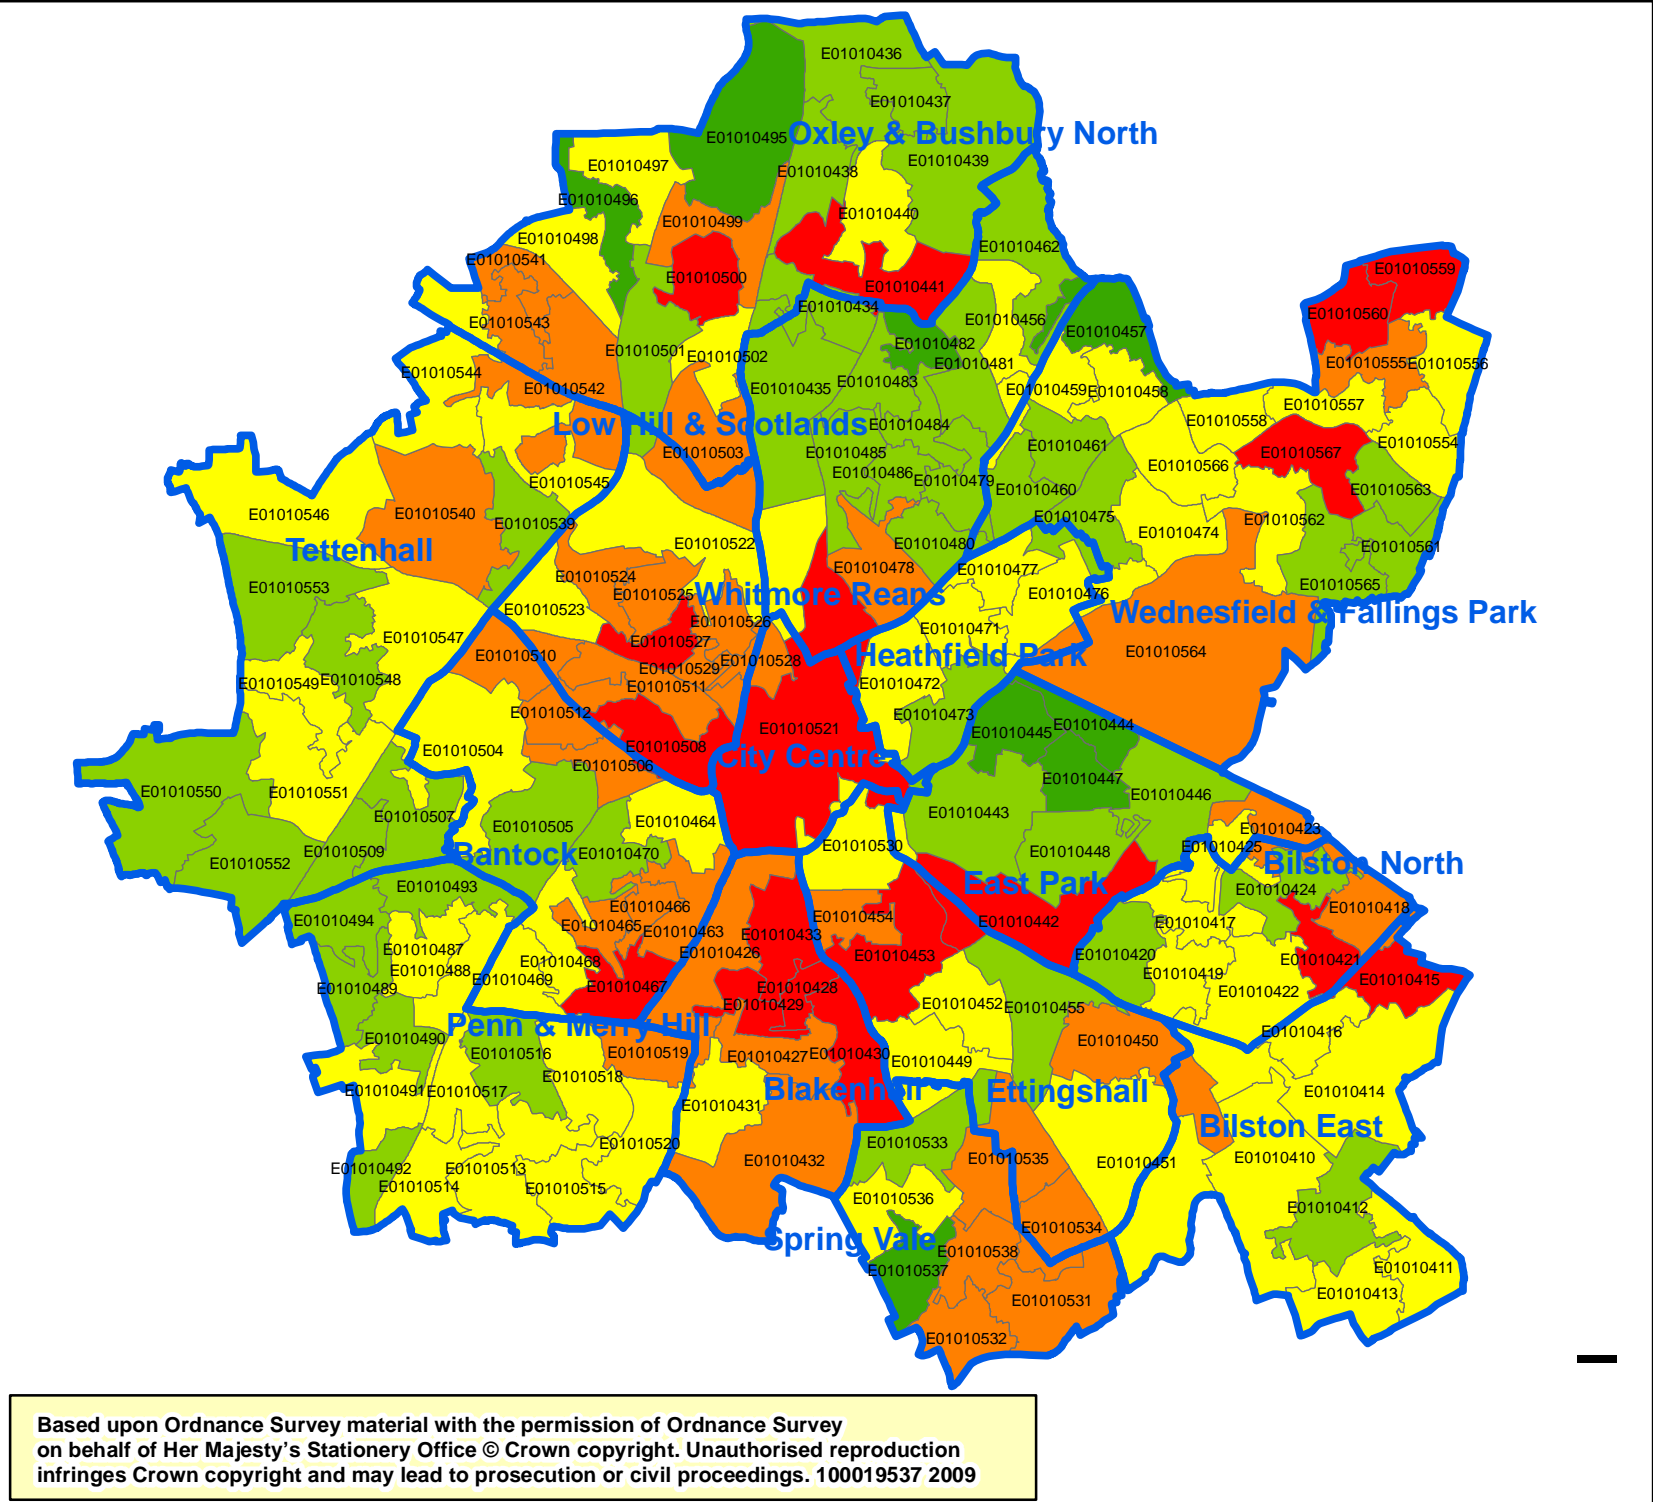 E01010436
E01010437
E01010495
Oxley & Bushbury North
E01010497
E01010439
E01010438
E01010496
E01010440
E01010499
E01010498
E01010462
E01010541
E01010559
E01010500
E01010441
E01010434
E01010560
E01010456
E01010543
E01010457
E01010482
E01010501
E01010502
E01010481
E01010555
E01010556
E01010544
E01010483
E01010542
E01010435
E01010459
E01010458
E01010557
Low Hill & Scotlands
E01010484
E01010558
E01010554
E01010461
E01010503
E01010485
E01010567
E01010566
E01010486
E01010545
E01010479
E01010460
E01010563
E01010546
E01010540
E01010539
E01010475
E01010562
E01010474
E01010522
E01010480
E01010561
Tettenhall
E01010478
E01010477
E01010524
E01010553
E01010565
E01010525
Whitmore Reans
E01010476
E01010523
Wednesfield & Fallings Park
E01010526
E01010471
E01010547
E01010527
E01010510
E01010528
Heathfield Park
E01010564
E01010529
E01010549
E01010548
E01010511
E01010472
E01010512
E01010473
E01010444
E01010521
E01010445
E01010504
E01010508
City Centre
E01010506
E01010447
E01010550
E01010551
E01010446
E01010507
E01010443
E01010505
E01010464
E01010423
E01010530
E01010425
E01010509
Bantock
E01010470
E01010448
E01010552
Bilston North
E01010493
East Park
E01010424
E01010466
E01010418
E01010494
E01010454
E01010442
E01010465
E01010463
E01010433
E01010417
E01010487
E01010426
E01010453
E01010420
E01010468
E01010421
E01010488
E01010469
E01010419
E01010415
E01010489
E01010467
E01010428
E01010422
E01010429
E01010452
E01010455
Penn & Merry Hill
E01010416
E01010490
E01010450
E01010516
E01010519
E01010427
E01010430
E01010449
E01010518
E01010491
E01010517
Blakenhall
Ettingshall
E01010414
E01010431
Bilston East
E01010520
E01010533
E01010410
E01010432
E01010535
E01010451
E01010492
E01010513
E01010514
E01010515
E01010536
E01010412
E01010534
Spring Vale
E01010538
E01010537
E01010411
E01010413
E01010531
E01010532
Based upon Ordnance Survey material with the permission of Ordnance Survey
on behalf of Her Majesty's Stationery Office © Crown copyright. Unauthorised reproduction
infringes Crown copyright and may lead to prosecution or civil proceedings. 100019537 2009